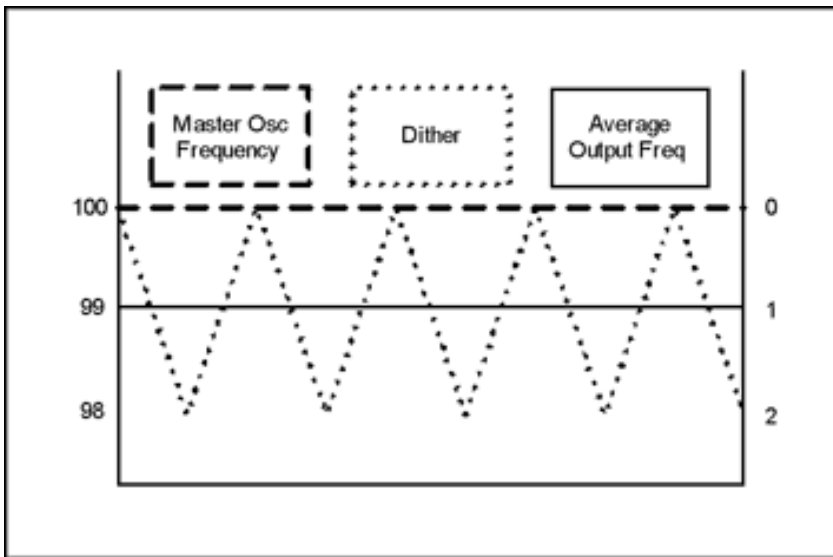 Master Osc
Frequency
Dither
Average
Output Freq
100
0
99
1
98
2